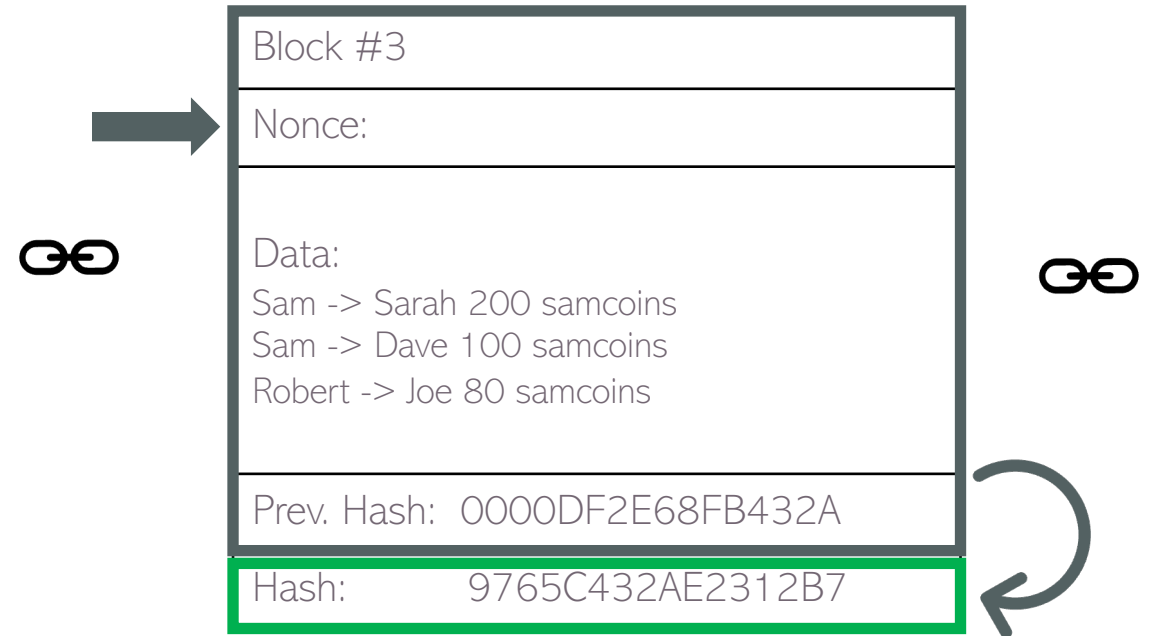 Block #3
Nonce:
Data:
Sam -> Sarah 200 samcoins
Sam -> Dave 100 samcoins
Robert -> Joe 80 samcoins
Prev. Hash: 0000DF2E68FB432A
Hash: 9765C432AE2312B7